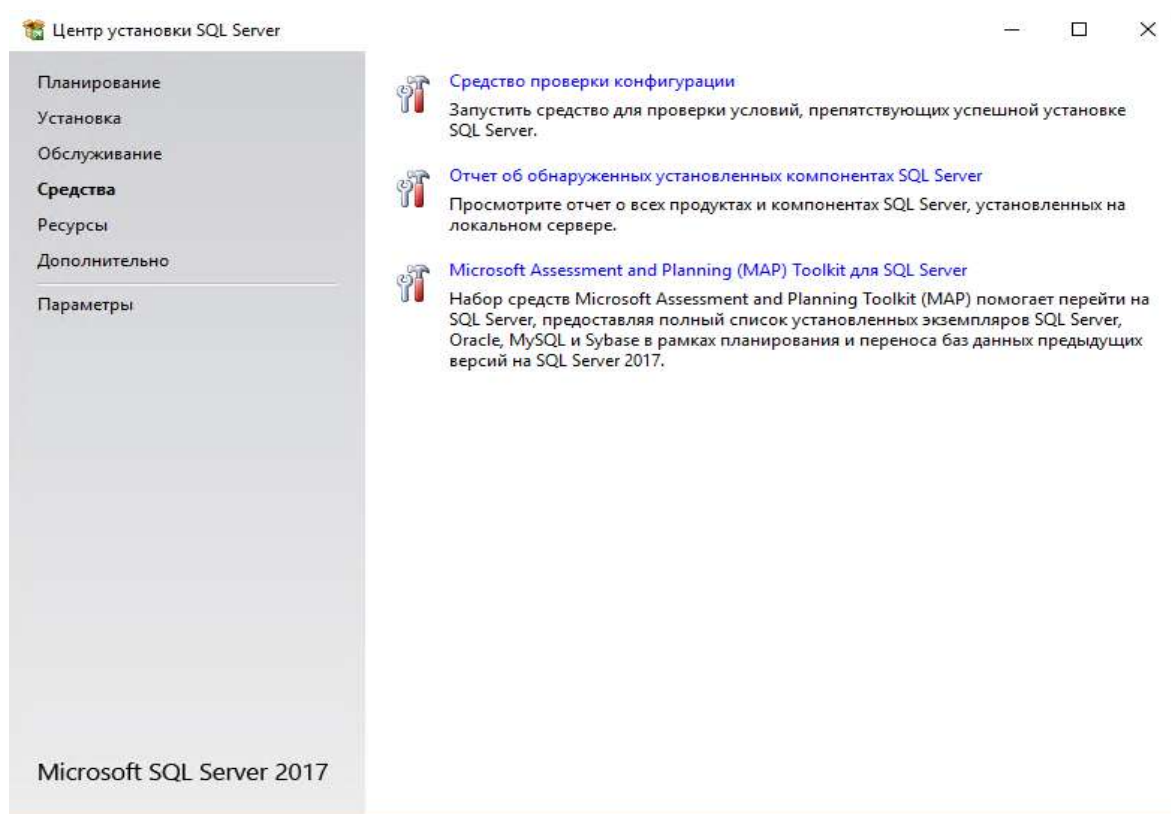 Центр установки SQL Server
Планирование
Установка
Обслуживание
Средства
Ресурсы
Дополнительно
Параметры
Средство проверки конфигурации
Запустить средство для проверки условий, препятствующих успешной установке
SQL Server.
Отчет об обнаруженных установленных компонентах SQL Server
Просмотрите отчет о всех продуктах и компонентах SQL Server, установленных на
локальном сервере.
Microsoft Assessment and Planning (MAP) Toolkit для SQL Server
Набор средств Microsoft Assessment and Planning Toolkit (MAP) помогает перейти на
SQL Server, предоставляя полный список установленных экземпляров SQL Server,
Oracle, MySQL и Sybase в рамках планирования и переноса баз данных предыдущих
версий на SQL Server 2017.
Microsoft SQL Server 2017